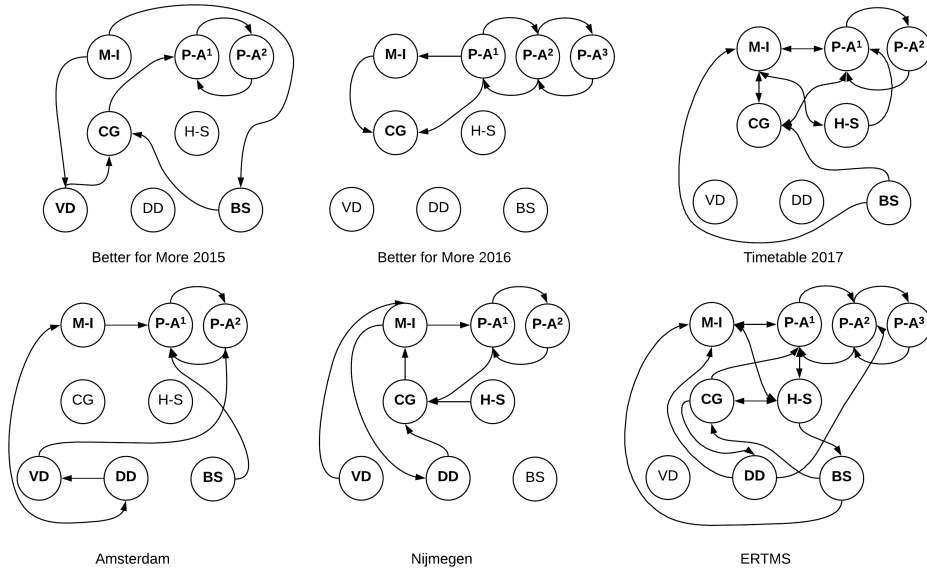 M-I P-A¹ P-A²
CG H-S
VD DD BS
Better for More 2015
M-I P-A¹ P-A² P-A³
CG H-S
VD DD BS
Better for More 2016
M-I P-A¹ P-A²
CG H-S
VD DD BS
Timetable 2017
M-I P-A¹ P-A²
CG H-S
VD DD BS
Amsterdam
M-I P-A¹ P-A²
CG H-S
VD DD BS
Nijmegen
M-I P-A¹ P-A² P-A³
CG H-S
VD DD BS
ERTMS